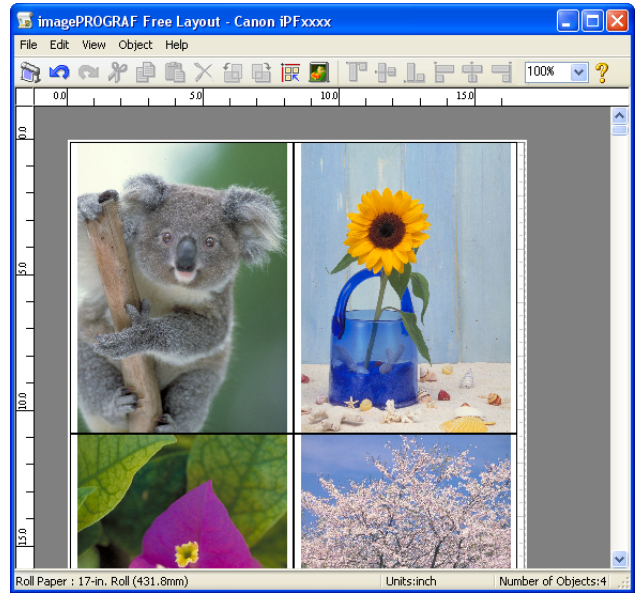 imagePROGRAF Free Layout - Canon iPFxxxx
File Edit View Object Help
100%
0.0 5.0 10.0 15.0
0.0
5.0
10.0
15.0
Roll Paper : 17-in. Roll (431.8mm) Units:inch Number of Objects:4